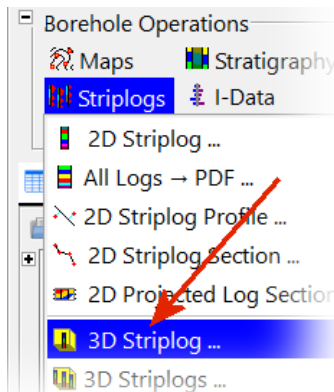 Borehole Operations
Maps Stratigraphy
Striplogs I-Data
2D Striplog ...
All Logs → PDF ...
2D Striplog Profile ...
2D Striplog Section ...
2D Projected Log Section
3D Striplog ...
3D Striplogs ...